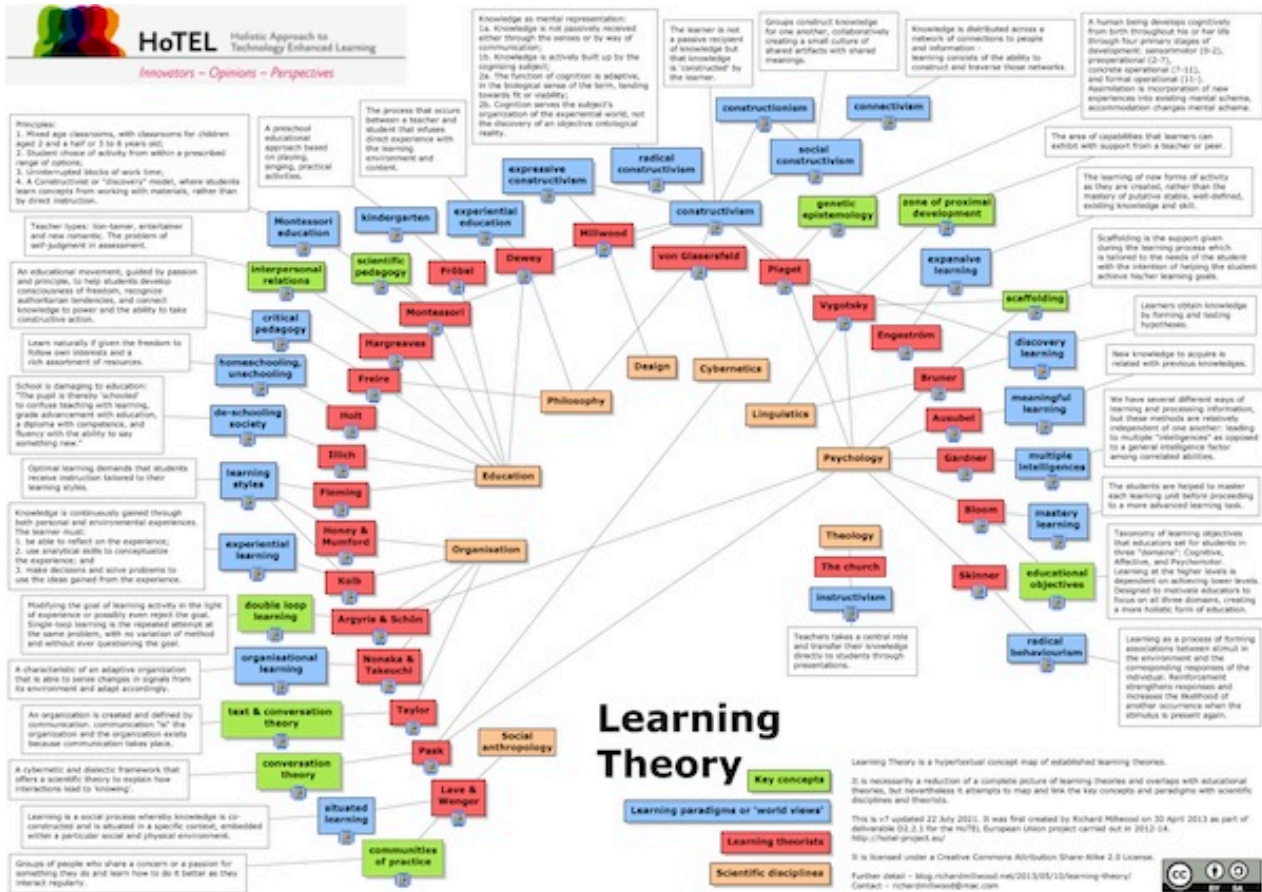 HoTEL
Holistic Approach to
Technology Enhanced Learning
Innovators – Opinions – Perspectives
Knowledge as mental representation:
1a. Knowledge is not passively received
either through the senses or by way of
communication;
1b. Knowledge is actively built up by the
cognising subject;
2a. The function of cognition is adaptive,
in the biological sense of the term, tending
towards fit or viability;
2b. Cognition serves the subject's
organization of the experiential world, not
the discovery of an objective ontological
reality.
The learner is not
a passive recipient
of knowledge but
that knowledge
is 'constructed' by
the learner.
Groups construct knowledge
for one another, collaboratively
creating a small culture of
shared artifacts with shared
meanings.
Knowledge is distributed across a
network of connections to people
and information -
learning consists of the ability to
construct and traverse those networks.
A human being develops cognitively
from birth throughout his or her life
through four primary stages of
development: sensorimotor (0-2),
preoperational (2-7),
concrete operational (7-11),
and formal operational (11-).
Assimilation is incorporation of new
experiences into existing mental schema,
accommodation changes mental schema.
Principles:
1. Mixed age classrooms, with classrooms for children
aged 2 and a half or 3 to 6 years old;
2. Student choice of activity from within a prescribed
range of options;
3. Uninterrupted blocks of work time;
4. A Constructivist or "discovery" model, where students
learn concepts from working with materials, rather than
by direct instruction.
A preschool
educational
approach based
on playing,
singing, practical
activities.
The process that occurs
between a teacher and
student that infuses
direct experience with
the learning
environment and
content.
The area of capabilities that learners can
exhibit with support from a teacher or peer.
The learning of new forms of activity
as they are created, rather than the
mastery of putative stable, well-defined,
existing knowledge and skill.
Scaffolding is the support given
during the learning process which
is tailored to the needs of the student
with the intention of helping the student
achieve his/her learning goals.
Learners obtain knowledge
by forming and testing
hypotheses.
New knowledge to acquire is
related with previous knowledges.
We have several different ways of
learning and processing information,
but these methods are relatively
independent of one another: leading
to multiple "intelligences" as opposed
to a general intelligence factor
among correlated abilities.
The students are helped to master
each learning unit before proceeding
to a more advanced learning task.
Taxonomy of learning objectives
that educators set for students in
three "domains": Cognitive,
Affective, and Psychomotor.
Learning at the higher levels is
dependent on achieving lower levels.
Designed to motivate educators to
focus on all three domains, creating
a more holistic form of education.
Learning as a process of forming
associations between stimuli in
the environment and the
corresponding responses of the
individual. Reinforcement
strengthens responses and
increases the likelihood of
another occurrence when the
stimulus is present again.
constructionism
connectivism
radical
constructivism
social
constructivism
expressive
constructivism
constructivism
genetic
epistemology
zone of proximal
development
Montessori
education
kindergarten
experiential
education
Millwood
von Glasersfeld
Piaget
expansive
learning
Teacher types: lion-tamer, entertainer
and new romantic. The problem of
self-judgment in assessment.
interpersonal
relations
scientific
pedagogy
Fröbel
Dewey
Vygotsky
scaffolding
Engeström
discovery
learning
An educational movement, guided by passion
and principle, to help students develop
consciousness of freedom, recognize
authoritarian tendencies, and connect
knowledge to power and the ability to take
constructive action.
critical
pedagogy
Montessori
Hargreaves
Learn naturally if given the freedom to
follow own interests and a
rich assortment of resources.
homeschooling,
unschooling
Freire
Design
Cybernetics
Philosophy
Linguistics
Bruner
meaningful
learning
Ausubel
School is damaging to education:
"The pupil is thereby 'schooled'
to confuse teaching with learning,
grade advancement with education,
a diploma with competence, and
fluency with the ability to say
something new."
de-schooling
society
Holt
Illich
Psychology
Gardner
multiple
intelligences
Optimal learning demands that students
receive instruction tailored to their
learning styles.
learning
styles
Fleming
Education
Bloom
mastery
learning
Knowledge is continuously gained through
both personal and environmental experiences.
The learner must:
1. be able to reflect on the experience;
2. use analytical skills to conceptualize
the experience; and
3. make decisions and solve problems to
use the ideas gained from the experience.
experiential
learning
Honey &
Mumford
Organisation
Kolb
Theology
The church
instructivism
Teachers takes a central role
and transfer their knowledge
directly to students through
presentations.
Skinner
educational
objectives
radical
behaviourism
Modifying the goal of learning activity in the light
of experience or possibly even reject the goal.
Single-loop learning is the repeated attempt at
the same problem, with no variation of method
and without ever questioning the goal.
double loop
learning
Argyris & Schön
A characteristic of an adaptive organization
that is able to sense changes in signals from
its environment and adapt accordingly.
organisational
learning
Nonaka &
Takeuchi
An organization is created and defined by
communication. communication "is" the
organization and the organization exists
because communication takes place.
text & conversation
theory
Taylor
A cybernetic and dialectic framework that
offers a scientific theory to explain how
interactions lead to 'knowing'.
conversation
theory
Pask
Social
anthropology
Learning is a social process whereby knowledge is co-
constructed and is situated in a specific context, embedded
within a particular social and physical environment.
situated
learning
Lave &
Wenger
Groups of people who share a concern or a passion for
something they do and learn how to do it better as they
interact regularly.
communities
of practice
Learning
Theory
Key concepts
Learning paradigms or 'world views'
Learning theorists
Scientific disciplines
Learning Theory is a hypertextual concept map of established learning theories.
It is necessarily a reduction of a complete picture of learning theories and overlaps with educational
theories, but nevertheless it attempts to map and link the key concepts and paradigms with scientific
disciplines and theorists.
This is v7 updated 22 July 2021. It was first created by Richard Millwood on 30 April 2013 as part of
deliverable D2.2.1 for the HoTEL European Union project carried out in 2012-14.
http://hotel-project.eu/
It is licensed under a Creative Commons Attribution Share-Alike 2.0 License.
Further detail – blog.richardmillwood.net/2013/05/10/learning-theory/
Contact – richardmillwood@mac.com
CC
BY SA